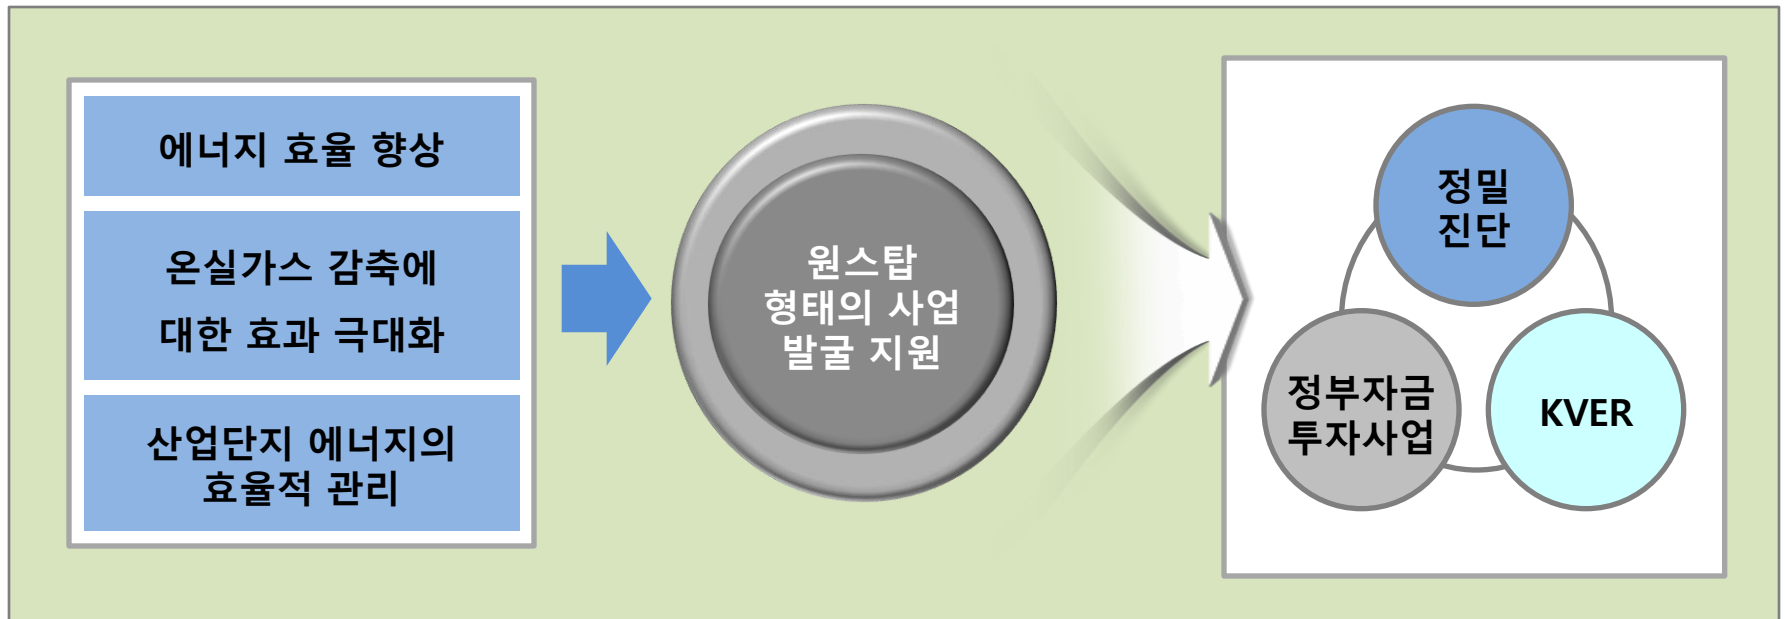 에너지 효율 향상
온실가스 감축에
대한 효과 극대화
산업단지 에너지의
효율적 관리
원스탑
형태의 사업
발굴 지원
정밀
진단
정부자금
투자사업
KVER